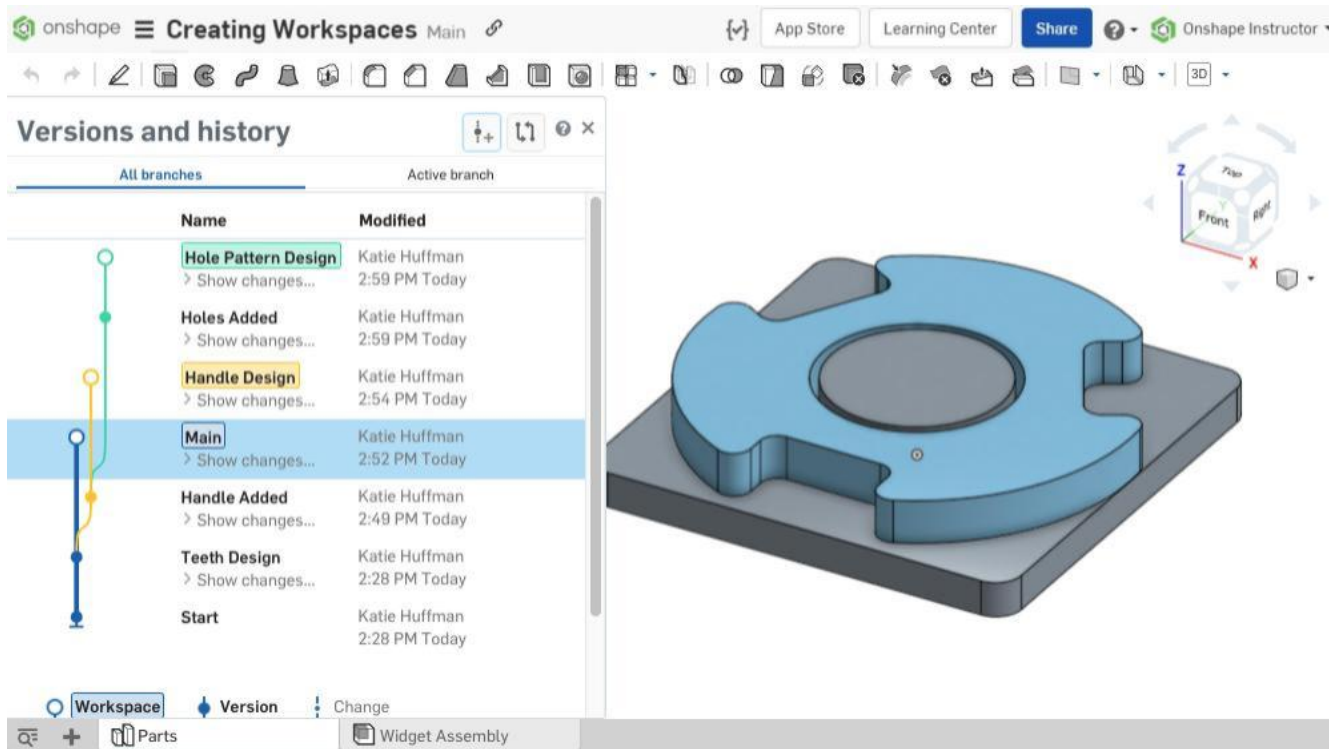 onshape Creating Workspaces Main App Store Learning Center Share Onshape Instructor
3D
Versions and history
All branches Active branch
Name Modified
Hole Pattern Design Katie Huffman
> Show changes... 2:59 PM Today
Holes Added Katie Huffman
> Show changes... 2:59 PM Today
Handle Design Katie Huffman
> Show changes... 2:54 PM Today
Main Katie Huffman
> Show changes... 2:52 PM Today
Handle Added Katie Huffman
> Show changes... 2:49 PM Today
Teeth Design Katie Huffman
> Show changes... 2:28 PM Today
Start Katie Huffman
2:28 PM Today
Workspace Version Change
Parts Widget Assembly
Z
Top
Y
Front Right
X